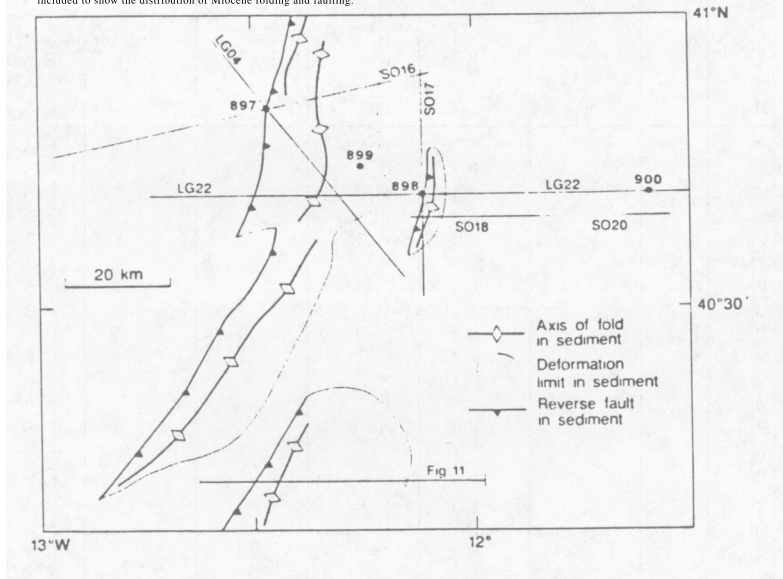 included to show the distribution of Miocene folding and faulting.
41°N
LG04
SO16
897
SO17
899
LG22
898
LG22
900
SO18
SO20
20 km
40°30'
Axis of fold
in sediment
Deformation
limit in sediment
Reverse fault
in sediment
Fig 11
13°W
12°